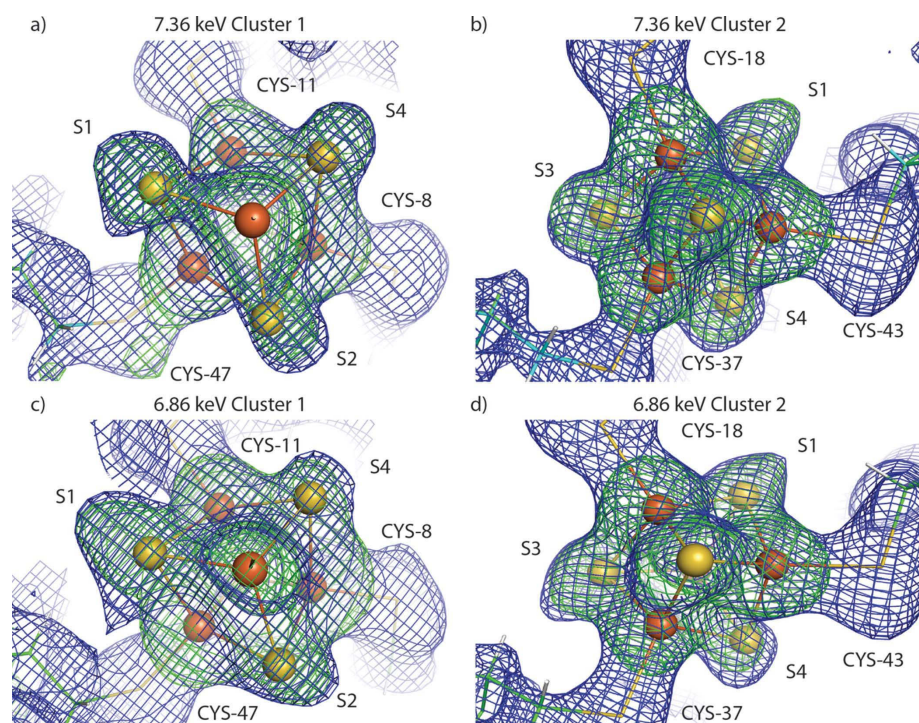 a) 7.36 keV Cluster 1
CYS-11
S1
S4
CYS-8
CYS-47
S2
b) 7.36 keV Cluster 2
CYS-18
S1
S3
S4
CYS-43
CYS-37
c) 6.86 keV Cluster 1
CYS-11
S1
S4
CYS-8
CYS-47
S2
d) 6.86 keV Cluster 2
CYS-18
S1
S3
S4
CYS-43
CYS-37